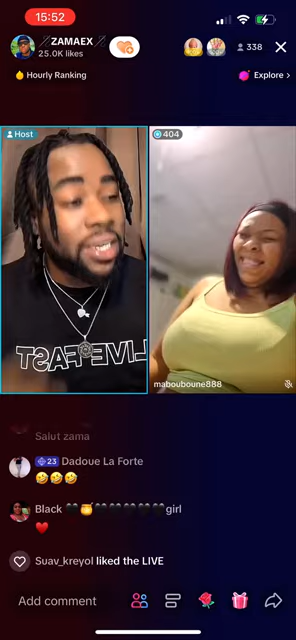 15:52
ZAMAEX
338
25.0K likes
Hourly Ranking
Explore >
Host
404
LIVE FAST
mabouboune888
Salut zama
23 Dadoue La Forte
🤣🤣🤣
Black 🖤🍯🖤🖤🖤🖤🖤🖤girl
❤️
Suav_kreyol liked the LIVE
Add comment